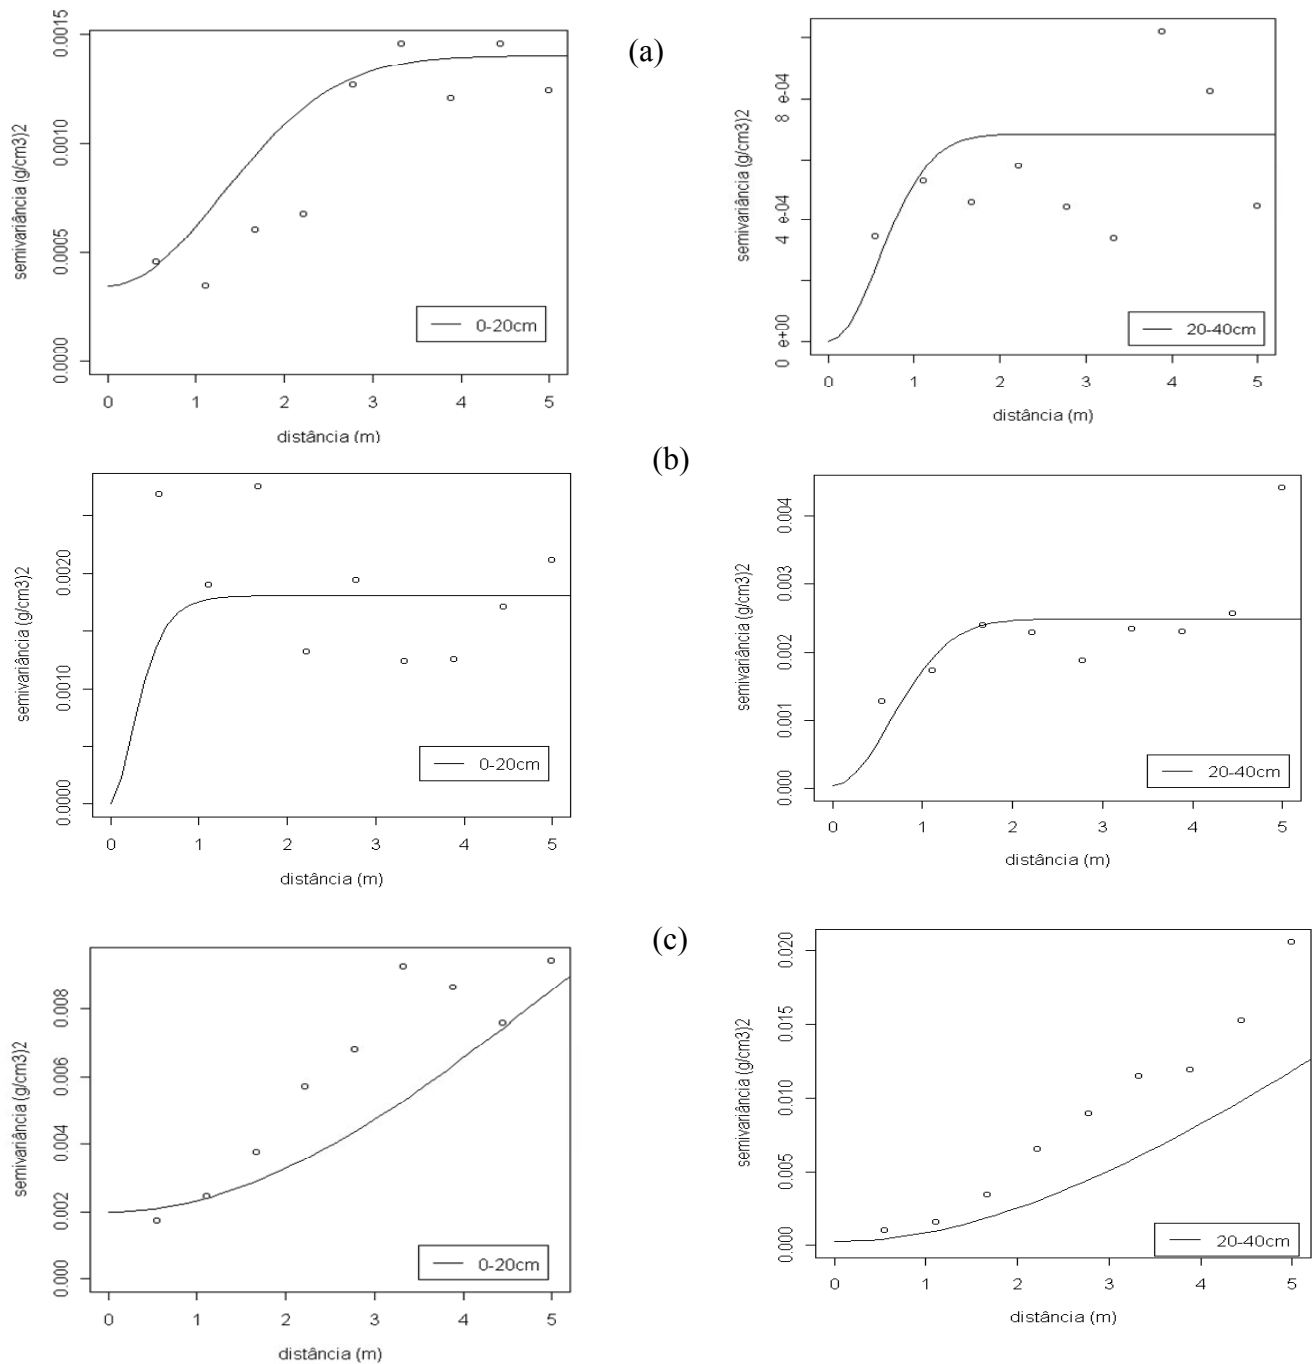 (a)
semivariância (g/cm3)2
0.0000 0.0005 0.0010 0.0015
0-20cm
0 1 2 3 4 5
distância (m)
semivariância (g/cm3)2
0 e+00 4 e-04 8 e-04
20-40cm
0 1 2 3 4 5
distância (m)
(b)
semivariância (g/cm3)2
0.0000 0.0010 0.0020
0-20cm
0 1 2 3 4 5
distância (m)
semivariância (g/cm3)2
0.000 0.001 0.002 0.003 0.004
20-40cm
0 1 2 3 4 5
distância (m)
(c)
semivariância (g/cm3)2
0.000 0.002 0.004 0.006 0.008
0-20cm
0 1 2 3 4 5
distância (m)
semivariância (g/cm3)2
0.000 0.005 0.010 0.015 0.020
20-40cm
0 1 2 3 4 5
distância (m)